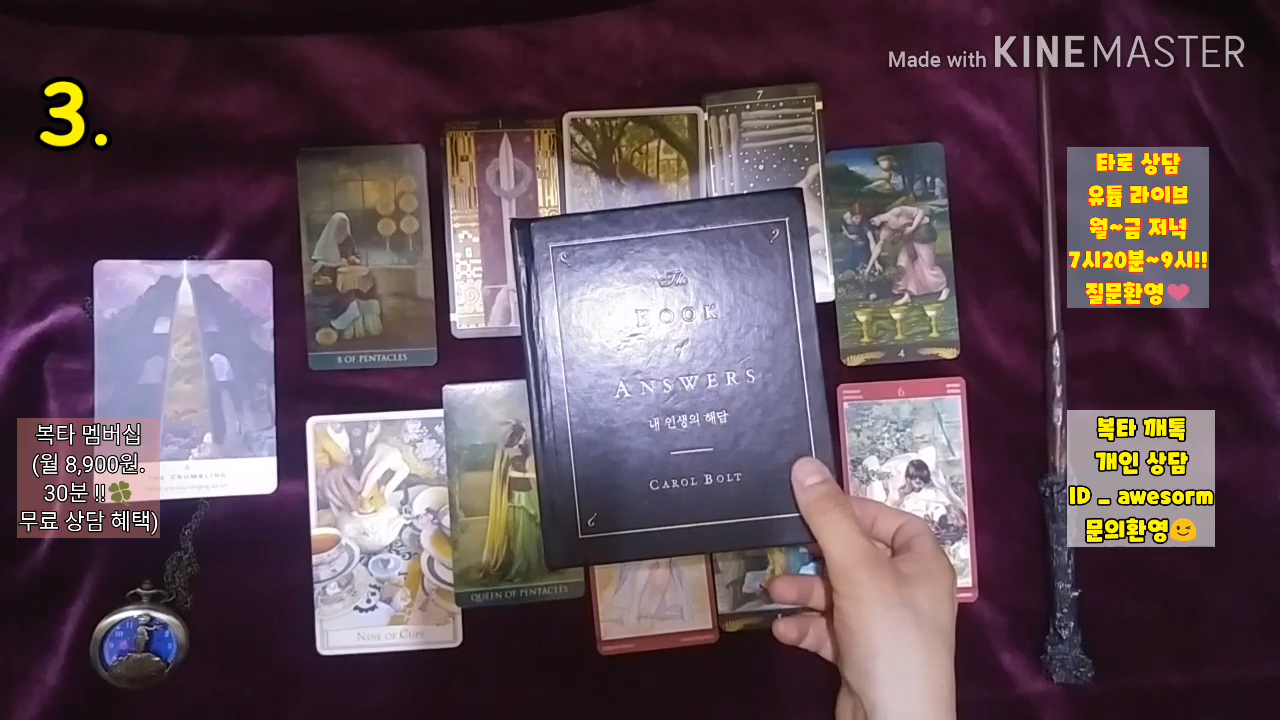 Made with KINEMASTER
3.
7
1
타로 상담
유튭 라이브
월~금 저녁
7시20분~9시!!
질문환영
8 OF PENTACLES
4
The
BOOK
of
ANSWERS
내 인생의 해답
CAROL BOLT
6
THE CRUMBLING
복타 멤버십
(월 8,900원.
30분 !!
무료 상담 혜택)
복타 깨톡
개인 상담
ID _ awesorm
문의환영
QUEEN OF PENTACLES
NINE OF CUPS